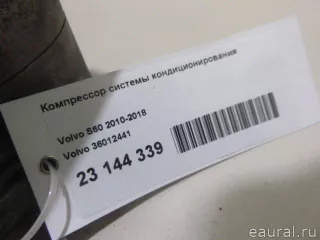 Компрессор системы кондиционирования
Volvo S60 2010-2018
Volvo 36012441
23 144 339
eaural.ru